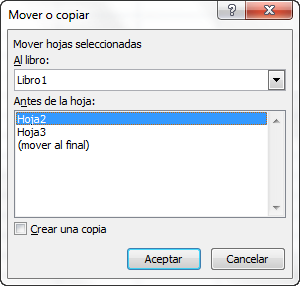 Mover o copiar
Mover hojas seleccionadas
Al libro:
Libro1
Antes de la hoja:
Hoja2
Hoja3
(mover al final)
Crear una copia
Aceptar
Cancelar